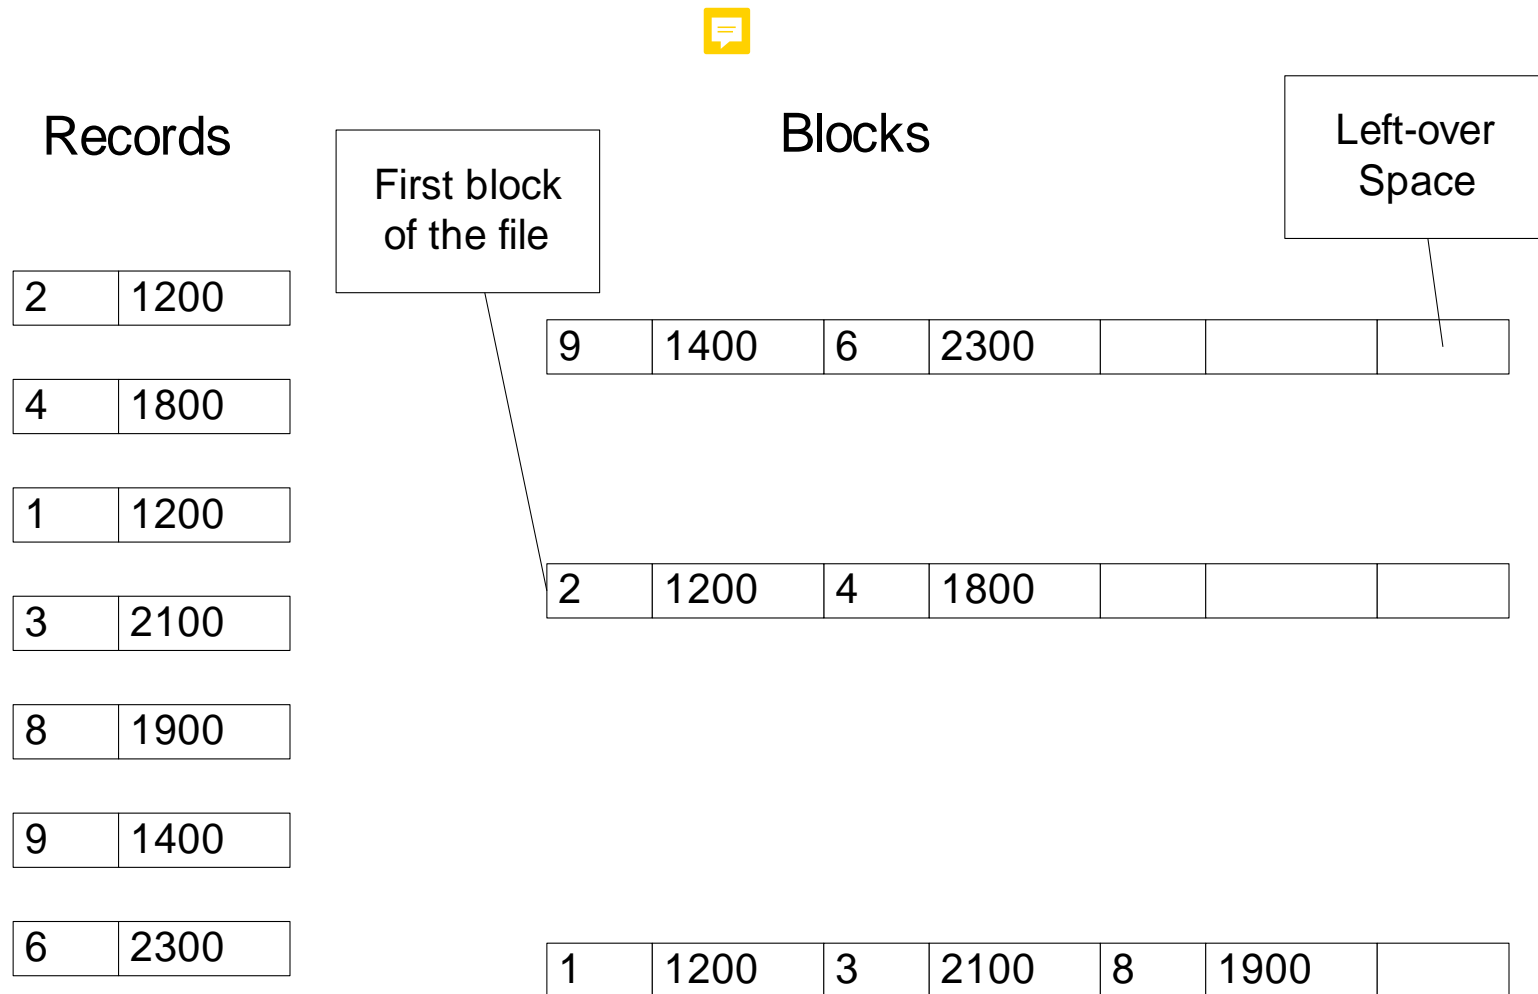 Records
Blocks
Left-over
Space
First block
of the file
2 1200
4 1800
1 1200
3 2100
8 1900
9 1400
6 2300
9 1400 6 2300
2 1200 4 1800
1 1200 3 2100 8 1900